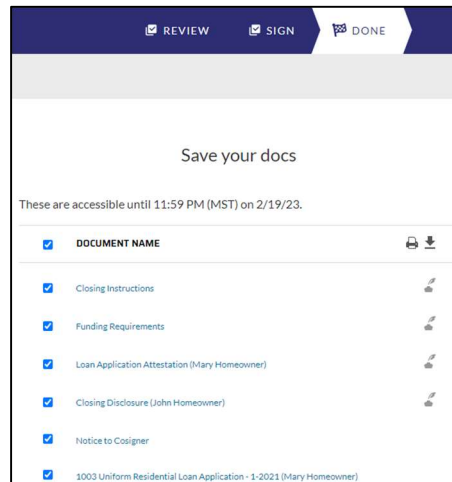 REVIEW SIGN DONE
Save your docs
These are accessible until 11:59 PM (MST) on 2/19/23.
DOCUMENT NAME
Closing Instructions
Funding Requirements
Loan Application Attestation (Mary Homeowner)
Closing Disclosure (John Homeowner)
Notice to Cosigner
1003 Uniform Residential Loan Application - 1-2021 (Mary Homeowner)